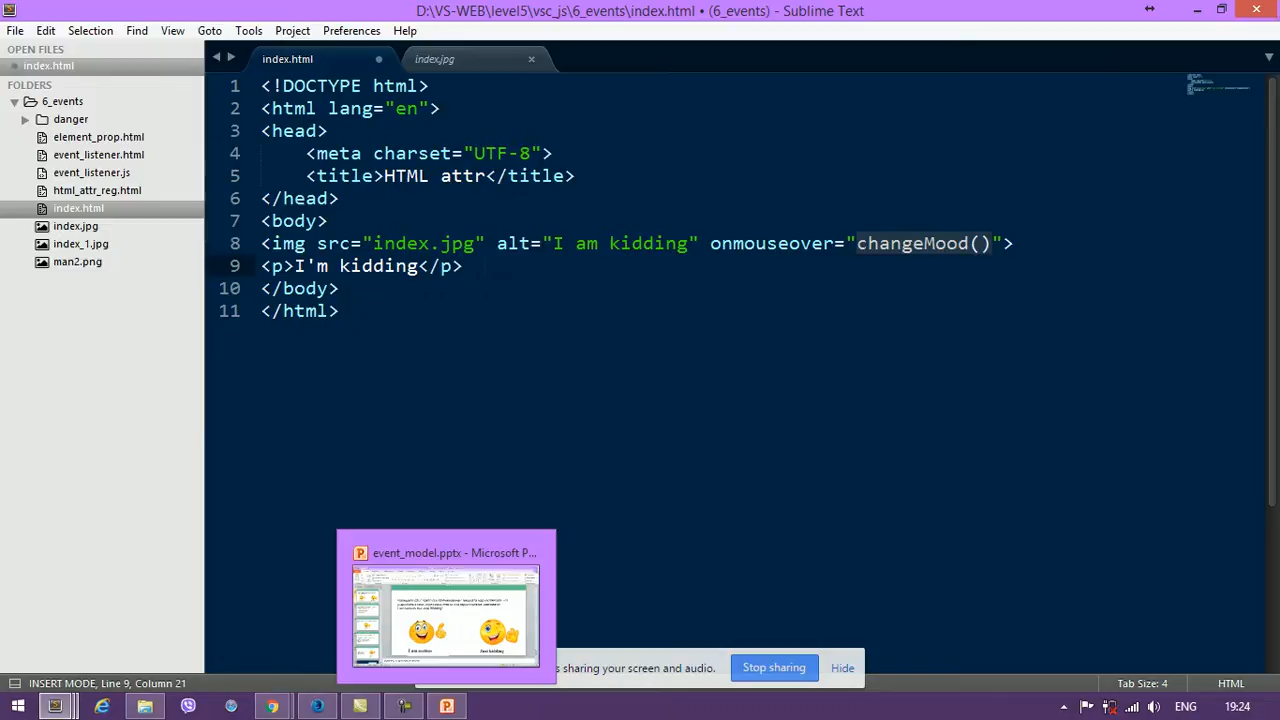 D:\VS-WEB\level5\vsc_js\6_events\index.html • (6_events) - Sublime Text
File Edit Selection Find View Goto Tools Project Preferences Help
OPEN FILES
index.html
FOLDERS
6_events
danger
element_prop.html
event_listener.html
event_listener.js
html_attr_reg.html
index.html
index.jpg
index_1.jpg
man2.png
index.html
index.jpg
1 <!DOCTYPE html>
2 <html lang="en">
3 <head>
4 <meta charset="UTF-8">
5 <title>HTML attr</title>
6 </head>
7 <body>
8 <img src="index.jpg" alt="I am kidding" onmouseover="changeMood()">
9 <p>I'm kidding</p>
10 </body>
11 </html>
event_model.pptx - Microsoft P...
s sharing your screen and audio.
Stop sharing
Hide
INSERT MODE, Line 9, Column 21
Tab Size: 4
HTML
ENG
19:24